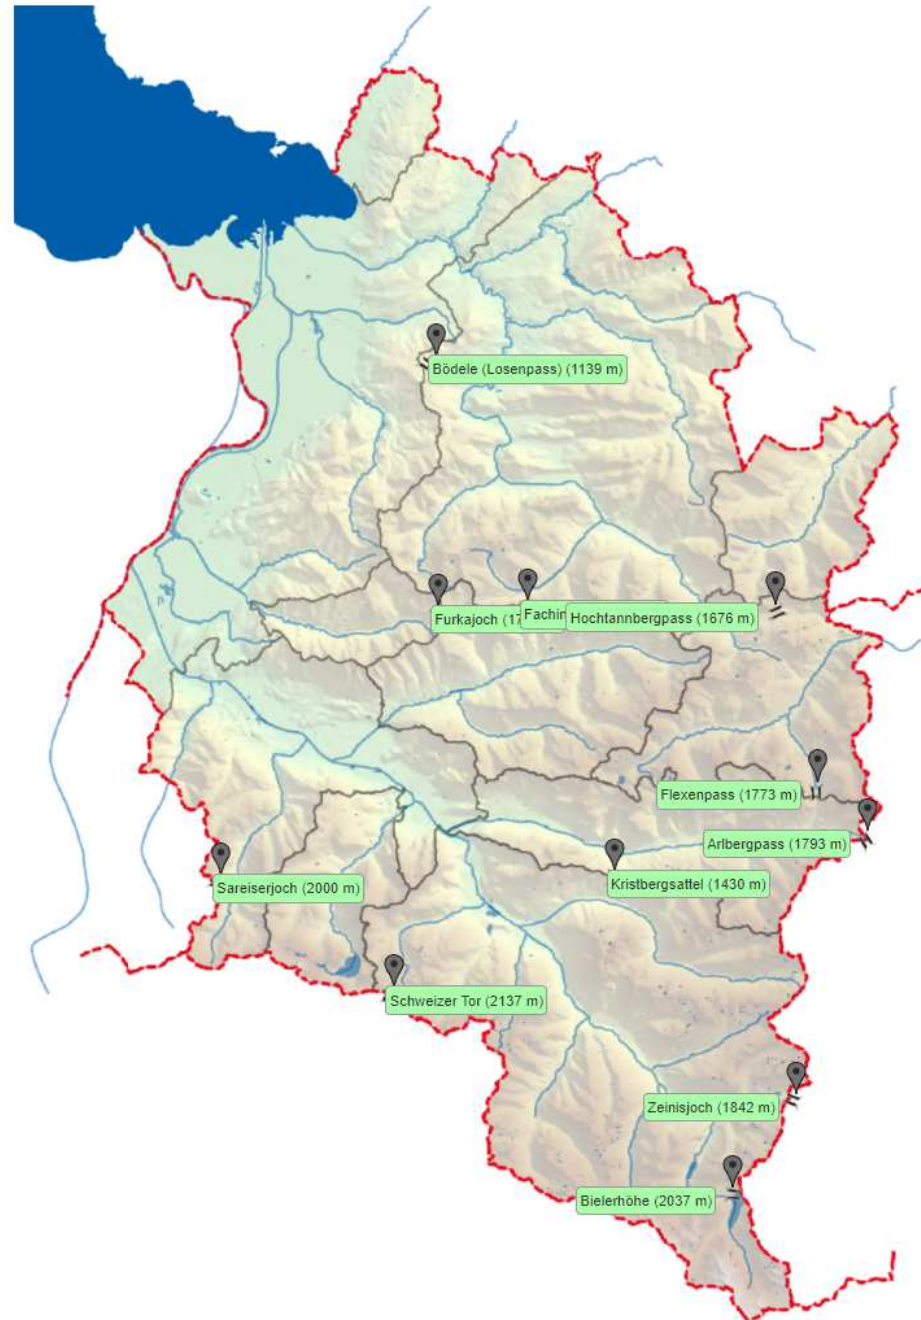 Bödele (Losenpass) (1139 m)
Furkajoch (17
Hochtannbergpass (1676 m)
Flexenpass (1773 m)
Arlbergpass (1793 m)
Kristbergsattel (1430 m)
Sareiserjoch (2000 m)
Schweizer Tor (2137 m)
Zeinisjoch (1842 m)
Bielerhöhe (2037 m)